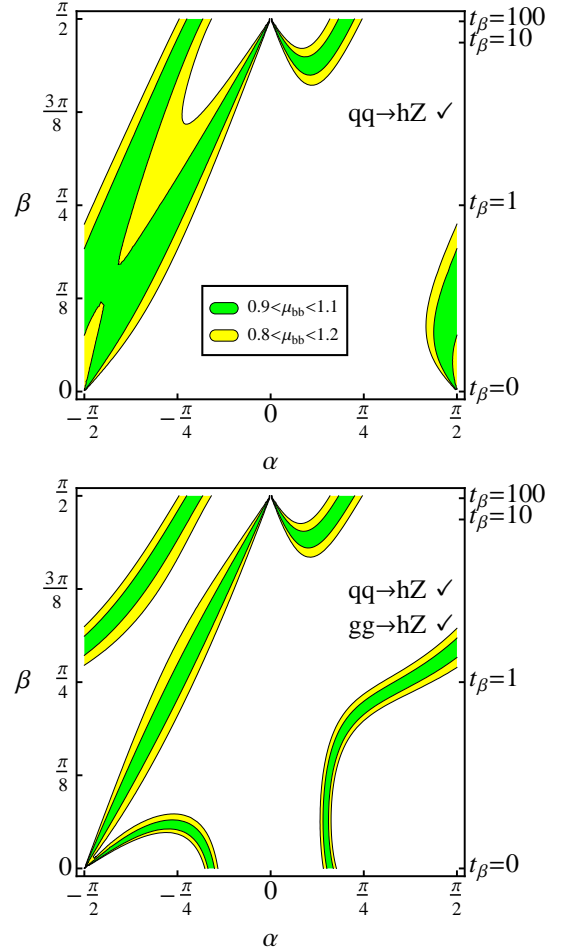 π/2
3π/8
π/4
π/8
0
β
t_β=100
t_β=10
t_β=1
t_β=0
qq→hZ ✓
0.9<μ_bb<1.1
0.8<μ_bb<1.2
−π/2
−π/4
0
π/4
π/2
α
π/2
3π/8
π/4
π/8
0
β
t_β=100
t_β=10
t_β=1
t_β=0
qq→hZ ✓
gg→hZ ✓
−π/2
−π/4
0
π/4
π/2
α